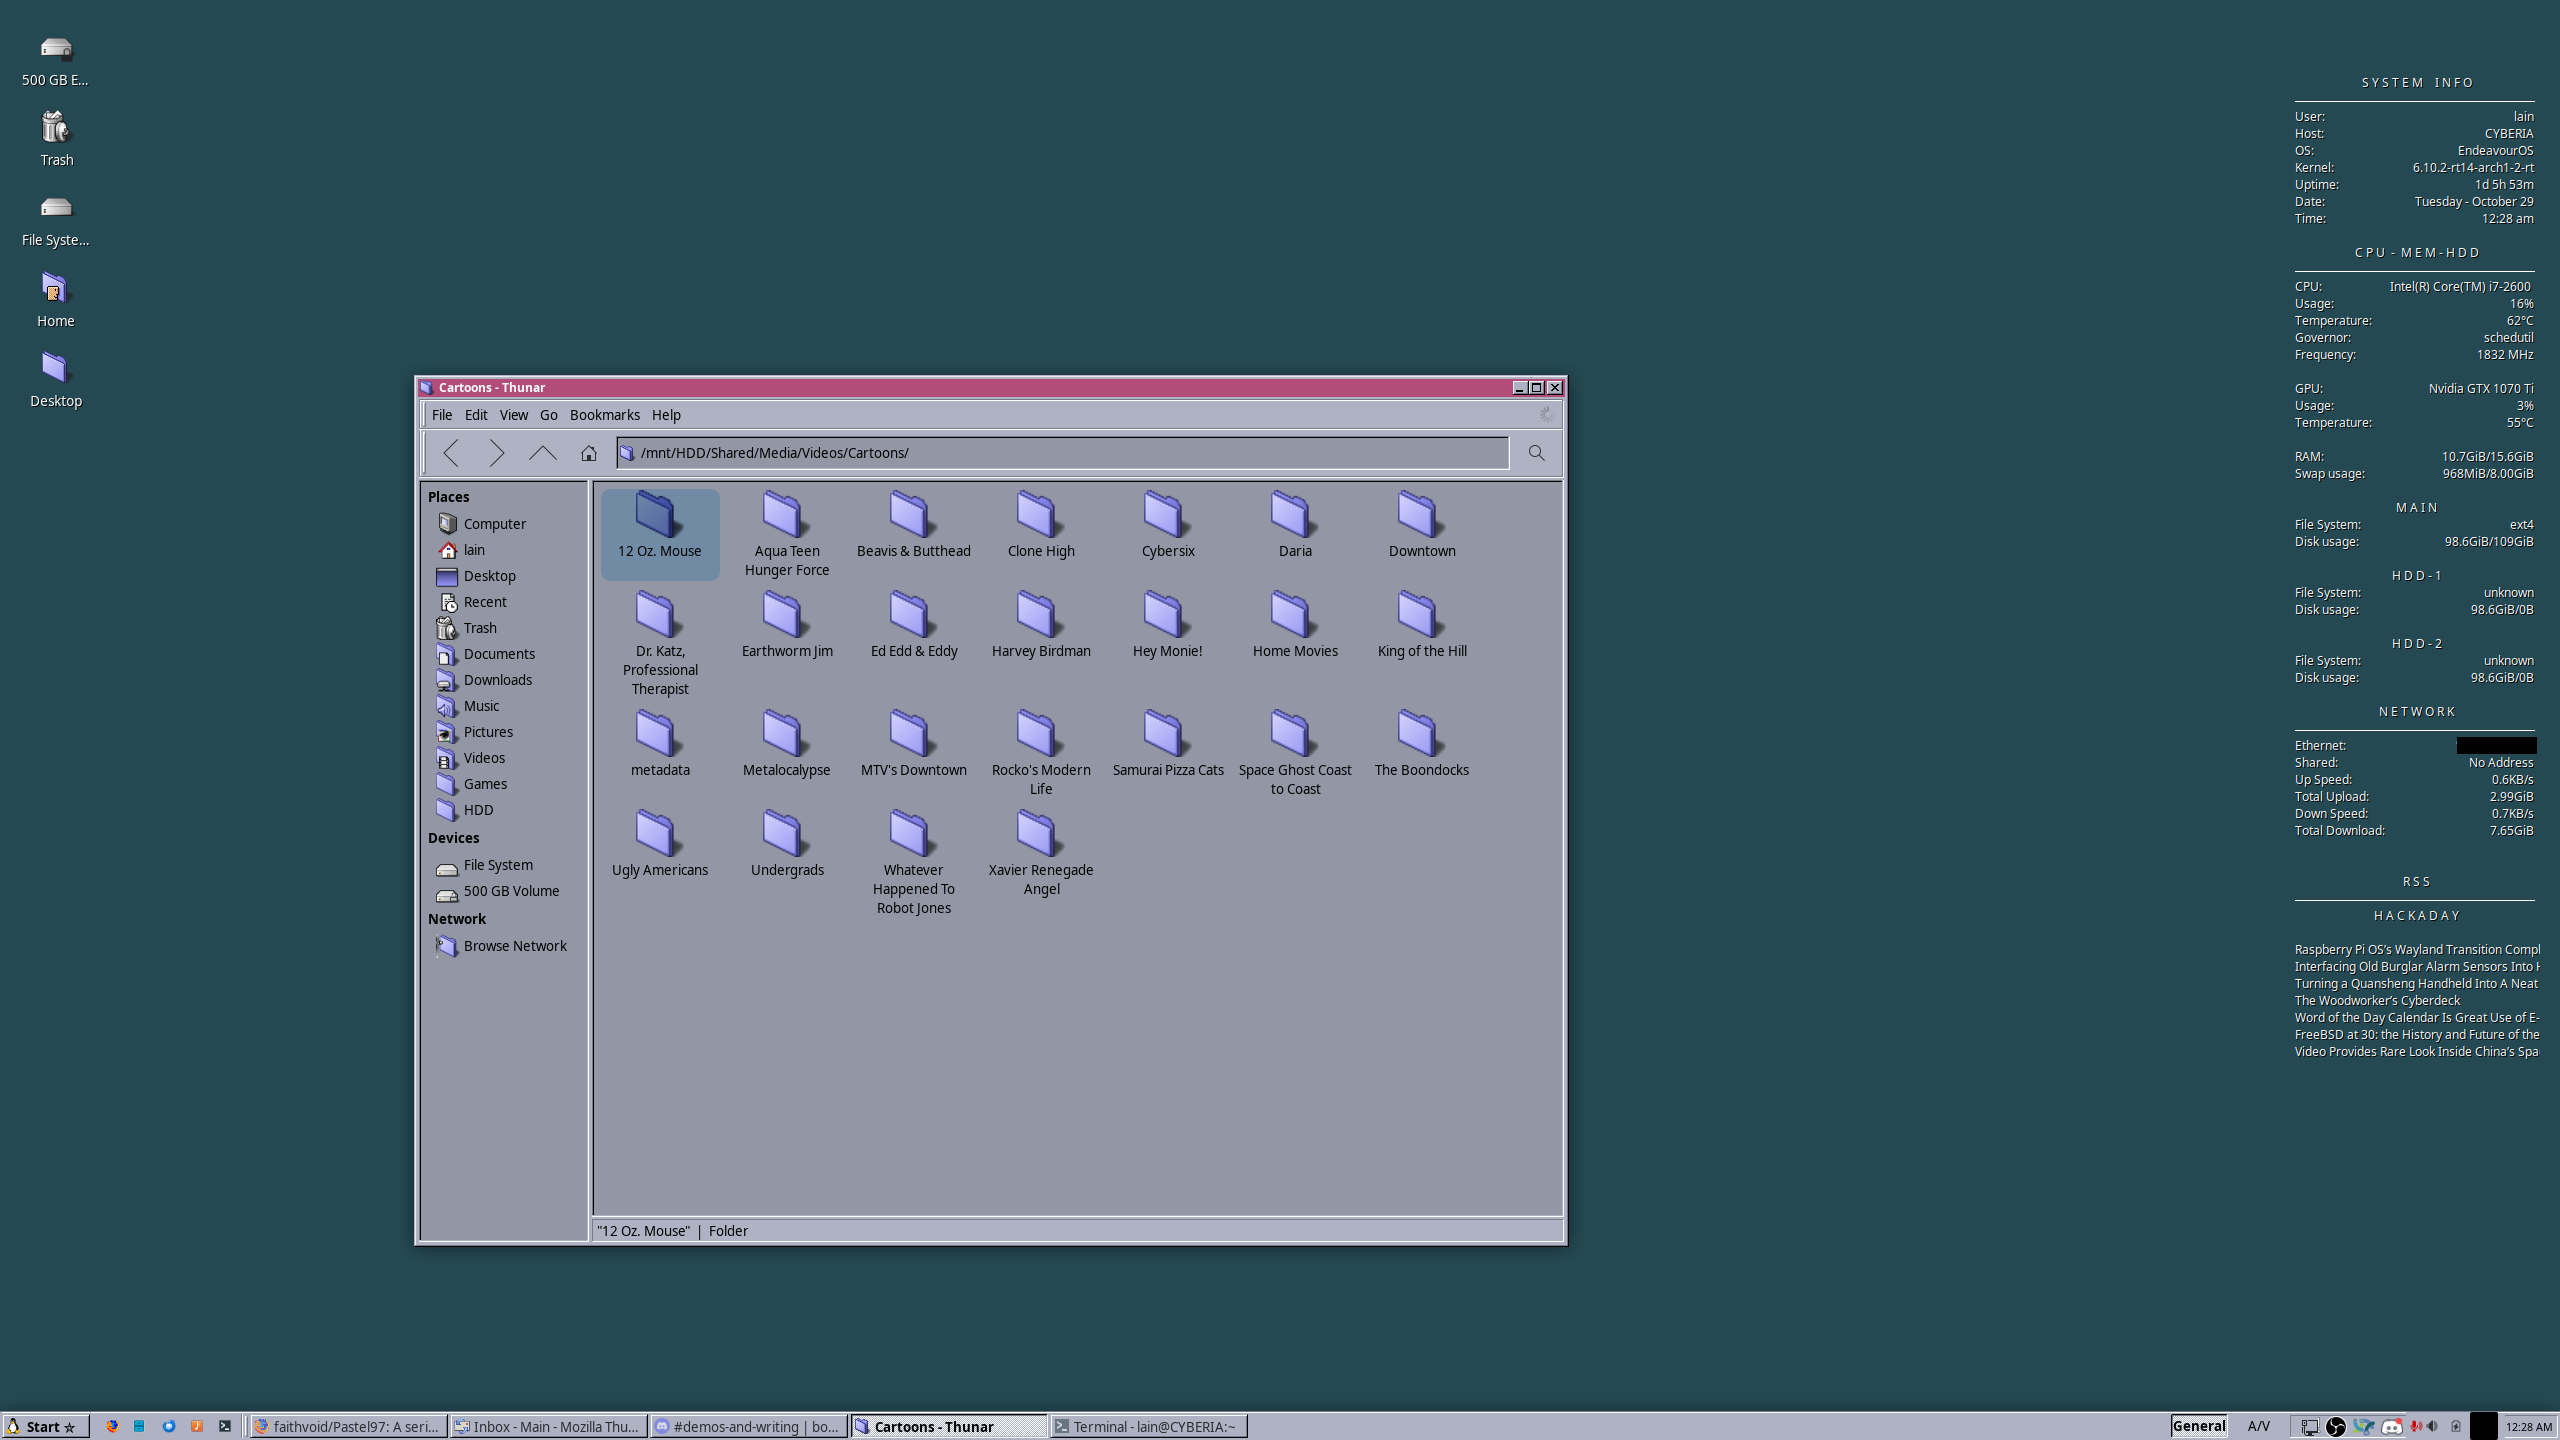 500 GB E...
Trash
File Syste...
Home
Desktop
Cartoons - Thunar
File Edit View Go Bookmarks Help
/mnt/HDD/Shared/Media/Videos/Cartoons/
Places
Computer
lain
Desktop
Recent
Trash
Documents
Downloads
Music
Pictures
Videos
Games
HDD
Devices
File System
500 GB Volume
Network
Browse Network
12 Oz. Mouse
Aqua Teen
Hunger Force
Beavis & Butthead
Clone High
Cybersix
Daria
Downtown
Dr. Katz,
Professional
Therapist
Earthworm Jim
Ed Edd & Eddy
Harvey Birdman
Hey Monie!
Home Movies
King of the Hill
metadata
Metalocalypse
MTV's Downtown
Rocko's Modern
Life
Samurai Pizza Cats
Space Ghost Coast
to Coast
The Boondocks
Ugly Americans
Undergrads
Whatever
Happened To
Robot Jones
Xavier Renegade
Angel
"12 Oz. Mouse" | Folder
SYSTEM INFO
User: lain
Host: CYBERIA
OS: EndeavourOS
Kernel: 6.10.2-rt14-arch1-2-rt
Uptime: 1d 5h 53m
Date: Tuesday - October 29
Time: 12:28 am
CPU-MEM-HDD
CPU: Intel(R) Core(TM) i7-2600
Usage: 16%
Temperature: 62°C
Governor: schedutil
Frequency: 1832 MHz
GPU: Nvidia GTX 1070 Ti
Usage: 3%
Temperature: 55°C
RAM: 10.7GiB/15.6GiB
Swap usage: 968MiB/8.00GiB
MAIN
File System: ext4
Disk usage: 98.6GiB/109GiB
HDD-1
File System: unknown
Disk usage: 98.6GiB/0B
HDD-2
File System: unknown
Disk usage: 98.6GiB/0B
NETWORK
Ethernet:
Shared: No Address
Up Speed: 0.6KB/s
Total Upload: 2.99GiB
Down Speed: 0.7KB/s
Total Download: 7.65GiB
RSS
HACKADAY
Raspberry Pi OS’s Wayland Transition Compl
Interfacing Old Burglar Alarm Sensors Into H
Turning a Quansheng Handheld Into A Neat
The Woodworker’s Cyberdeck
Word of the Day Calendar Is Great Use of E-
FreeBSD at 30: the History and Future of the
Video Provides Rare Look Inside China’s Spa
Start ☆
faithvoid/Pastel97: A seri...
Inbox - Main - Mozilla Thu...
#demos-and-writing | bo...
Cartoons - Thunar
Terminal - lain@CYBERIA:~
General
A/V
12:28 AM